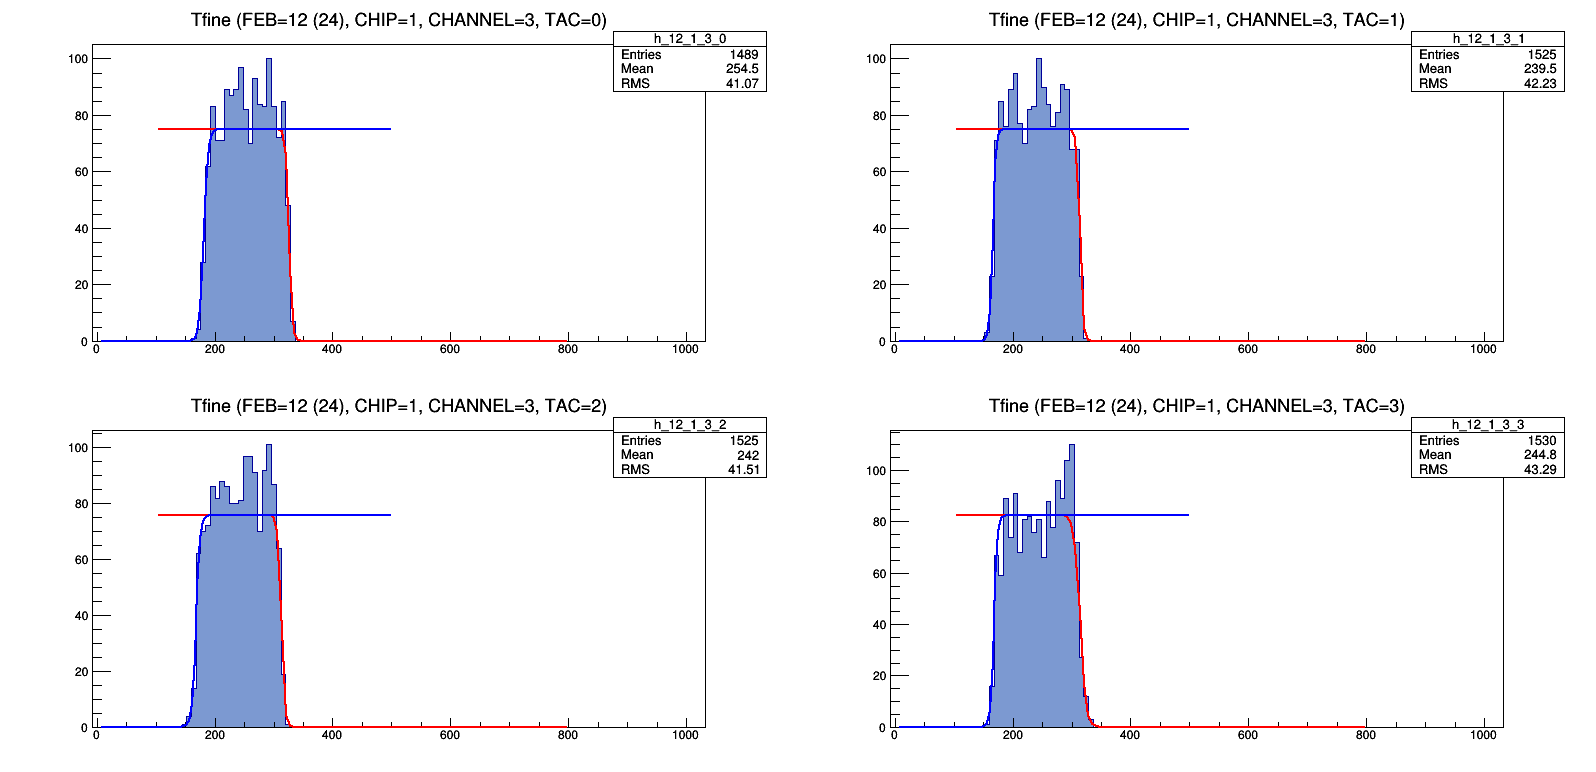 Tfine (FEB=12 (24), CHIP=1, CHANNEL=3, TAC=0)
h_12_1_3_0
Entries 1489
Mean 254.5
RMS 41.07
100
80
60
40
20
0
0 200 400 600 800 1000
Tfine (FEB=12 (24), CHIP=1, CHANNEL=3, TAC=1)
h_12_1_3_1
Entries 1525
Mean 239.5
RMS 42.23
100
80
60
40
20
0
0 200 400 600 800 1000
Tfine (FEB=12 (24), CHIP=1, CHANNEL=3, TAC=2)
h_12_1_3_2
Entries 1525
Mean 242
RMS 41.51
100
80
60
40
20
0
0 200 400 600 800 1000
Tfine (FEB=12 (24), CHIP=1, CHANNEL=3, TAC=3)
h_12_1_3_3
Entries 1530
Mean 244.8
RMS 43.29
100
80
60
40
20
0
0 200 400 600 800 1000